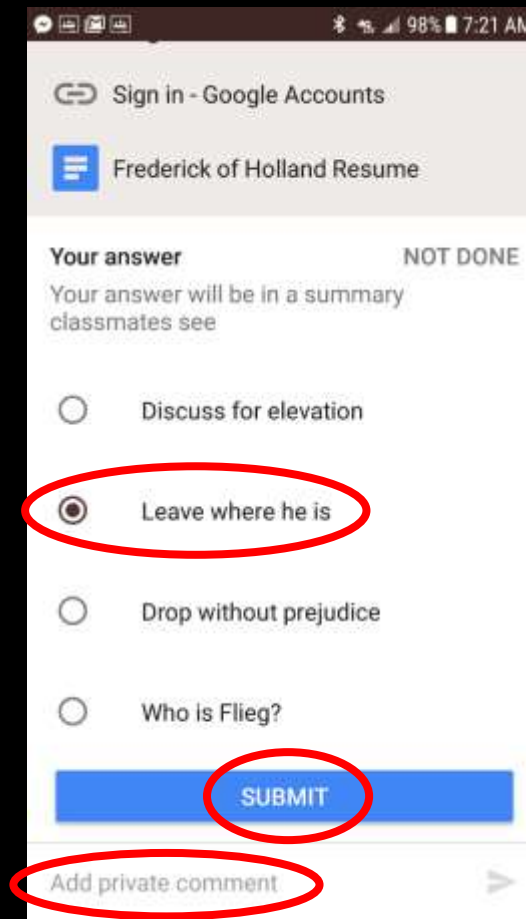 98% 7:21 AM
Sign in - Google Accounts
Frederick of Holland Resume
Your answer NOT DONE
Your answer will be in a summary
classmates see
Discuss for elevation
Leave where he is
Drop without prejudice
Who is Flieg?
SUBMIT
Add private comment